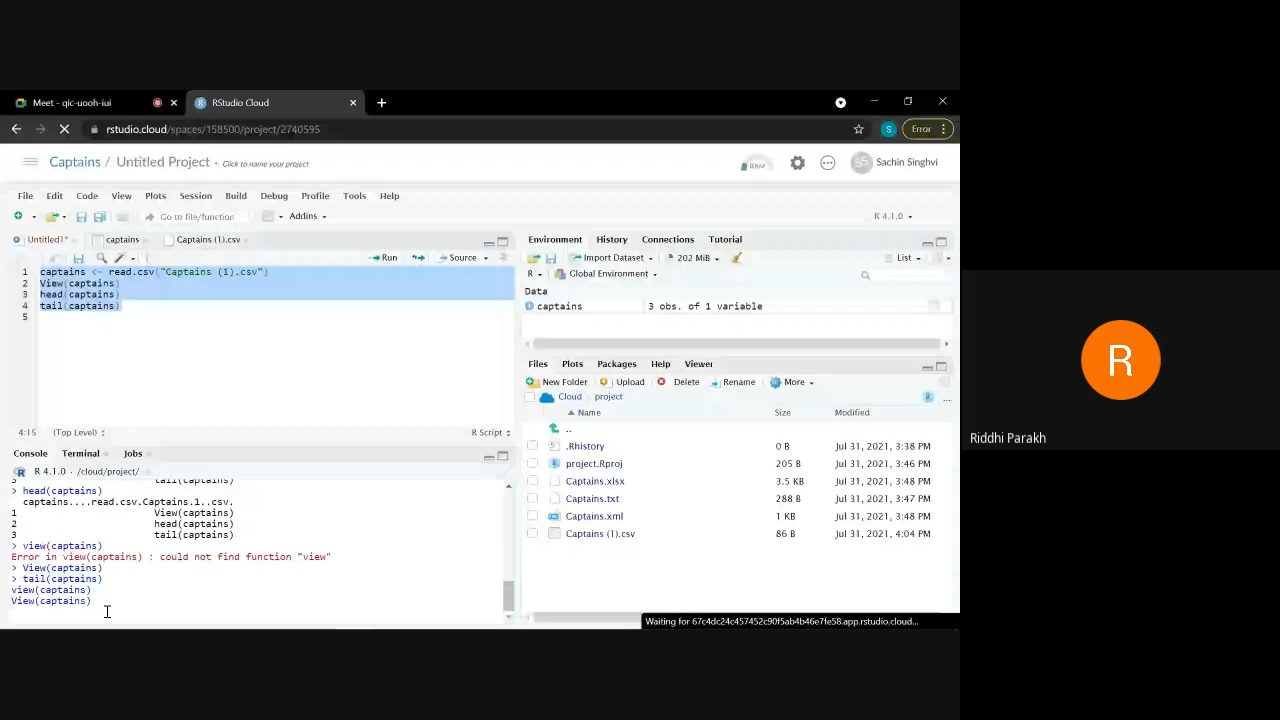 Meet - qic-uooh-iui
RStudio Cloud
rstudio.cloud/spaces/158500/project/2740595
S
Error
Captains / Untitled Project
Click to name your project
RAM
SS
Sachin Singhvi
File Edit Code View Plots Session Build Debug Profile Tools Help
Go to file/function
Addins
R 4.1.0
Untitled1*
captains
Captains (1).csv
Run
Source
1 captains <- read.csv("Captains (1).csv")
2 View(captains)
3 head(captains)
4 tail(captains)
5
4:15 (Top Level) R Script
Console Terminal Jobs
R 4.1.0 · /cloud/project/
3 tail(captains)
> head(captains)
captains....read.csv.Captains.1..csv.
1 View(captains)
2 head(captains)
3 tail(captains)
> view(captains)
Error in view(captains) : could not find function "view"
> View(captains)
> tail(captains)
view(captains)
View(captains)
Environment History Connections Tutorial
Import Dataset 202 MiB List
R Global Environment
Data
captains 3 obs. of 1 variable
Files Plots Packages Help Viewer
New Folder Upload Delete Rename More
Cloud project ...
Name Size Modified
..
.Rhistory 0 B Jul 31, 2021, 3:38 PM
project.Rproj 205 B Jul 31, 2021, 3:46 PM
Captains.xlsx 3.5 KB Jul 31, 2021, 3:48 PM
Captains.txt 288 B Jul 31, 2021, 3:47 PM
Captains.xml 1 KB Jul 31, 2021, 3:48 PM
Captains (1).csv 86 B Jul 31, 2021, 4:04 PM
Waiting for 67c4dc24c457452c90f5ab4b46e7fe58.app.rstudio.cloud...
R
Riddhi Parakh